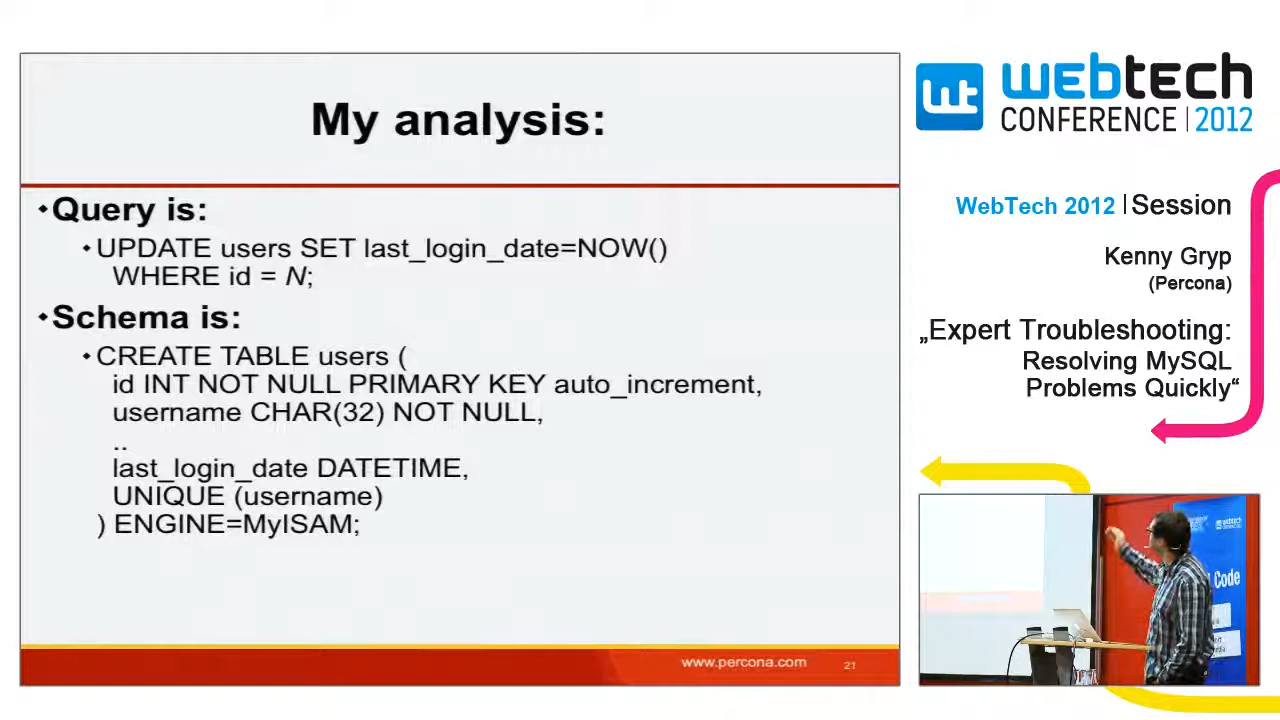 My analysis:
Query is:
UPDATE users SET last_login_date=NOW()
WHERE id = N;
Schema is:
CREATE TABLE users (
id INT NOT NULL PRIMARY KEY auto_increment,
username CHAR(32) NOT NULL,
..
last_login_date DATETIME,
UNIQUE (username)
) ENGINE=MyISAM;
www.percona.com
21
wt
webtech
CONFERENCE | 2012
WebTech 2012 | Session
Kenny Gryp
(Percona)
„Expert Troubleshooting:
Resolving MySQL
Problems Quickly“
webtech
Code